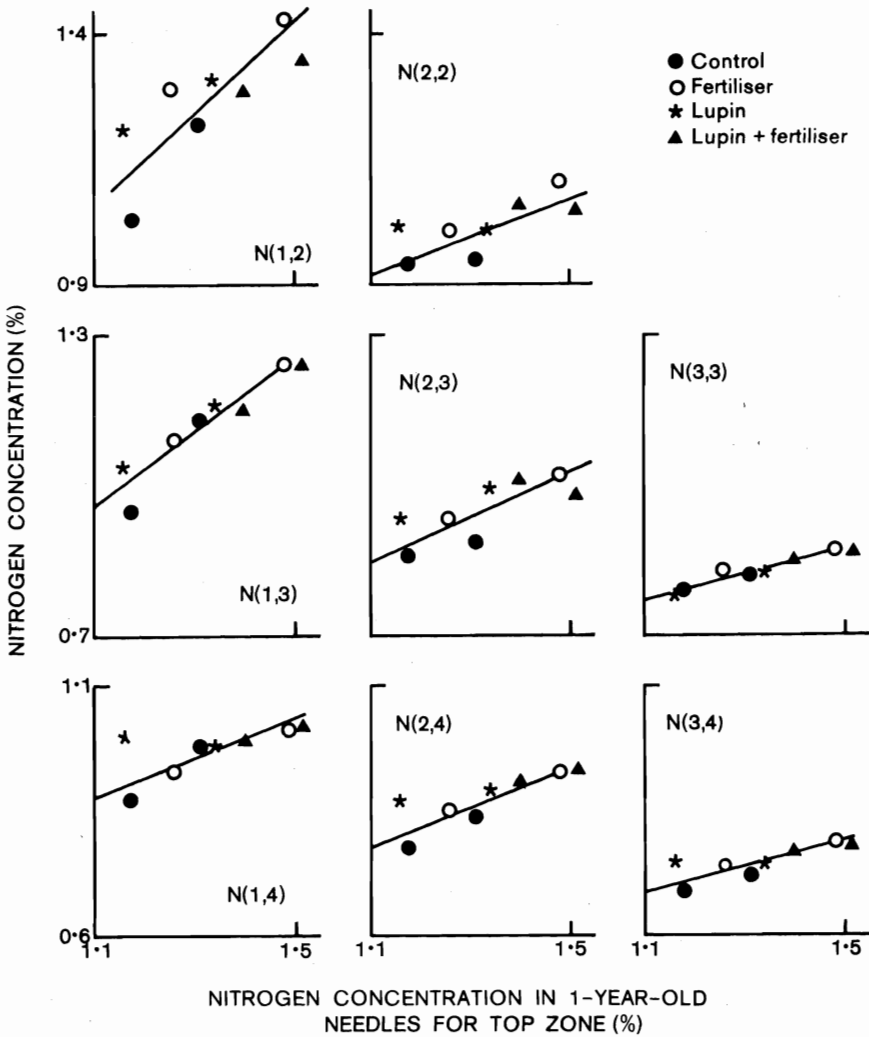 1·4
N(2,2)
Control
Fertiliser
Lupin
Lupin + fertiliser
N(1,2)
0·9
NITROGEN CONCENTRATION (%)
1·3
N(2,3)
N(3,3)
N(1,3)
0·7
1·1
N(2,4)
N(3,4)
N(1,4)
0·6
1·1 1·5 1·1 1·5 1·1 1·5
NITROGEN CONCENTRATION IN 1-YEAR-OLD
NEEDLES FOR TOP ZONE (%)